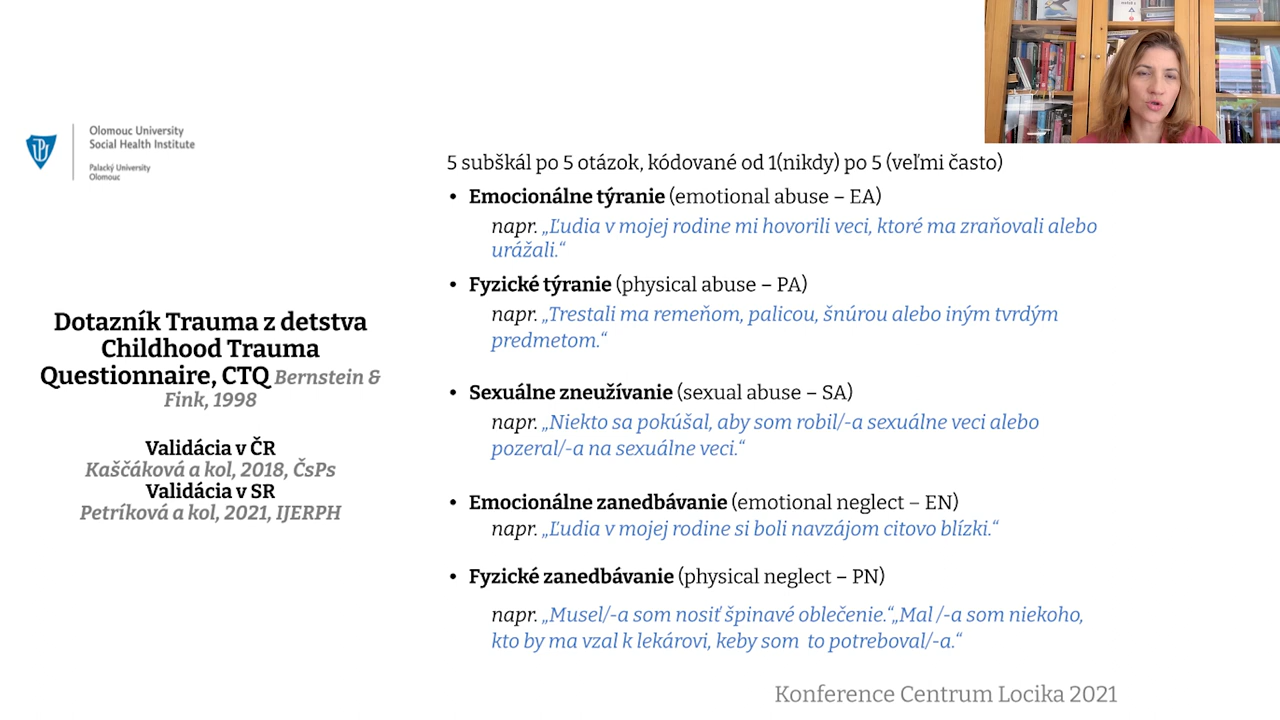 Olomouc University
Social Health Institute
Palacký University
Olomouc
Dotazník Trauma z detstva
Childhood Trauma
Questionnaire, CTQ Bernstein &
Fink, 1998
Validácia v ČR
Kaščáková a kol, 2018, ČsPs
Validácia v SR
Petríková a kol, 2021, IJERPH
5 subškál po 5 otázok, kódované od 1(nikdy) po 5 (veľmi často)
• Emocionálne týranie (emotional abuse – EA)
napr. „Ľudia v mojej rodine mi hovorili veci, ktoré ma zraňovali alebo
urážali.“
• Fyzické týranie (physical abuse – PA)
napr. „Trestali ma remeňom, palicou, šnúrou alebo iným tvrdým
predmetom.“
• Sexuálne zneužívanie (sexual abuse – SA)
napr. „Niekto sa pokúšal, aby som robil/-a sexuálne veci alebo
pozeral/-a na sexuálne veci.“
• Emocionálne zanedbávanie (emotional neglect – EN)
napr. „Ľudia v mojej rodine si boli navzájom citovo blízki.“
• Fyzické zanedbávanie (physical neglect – PN)
napr. „Musel/-a som nosiť špinavé oblečenie.“„Mal /-a som niekoho,
kto by ma vzal k lekárovi, keby som to potreboval/-a.“
Konference Centrum Locika 2021